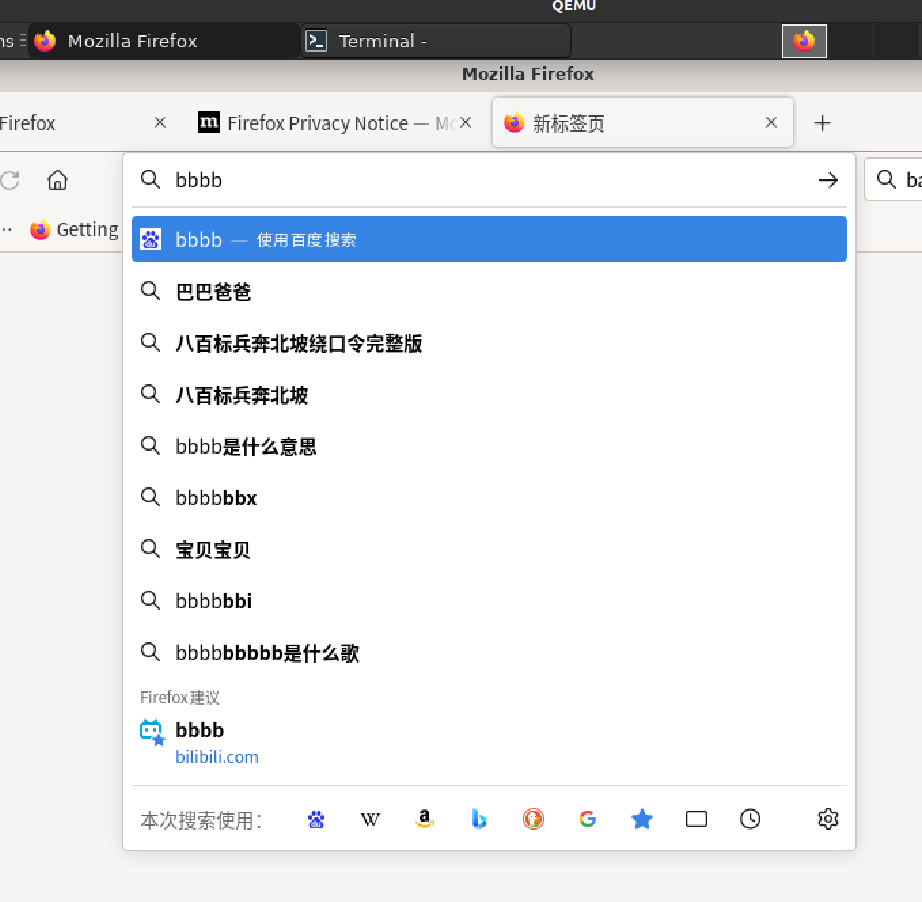 QEMU
ns
Mozilla Firefox
Terminal -
Mozilla Firefox
Firefox
Firefox Privacy Notice — Mo
新标签页
bbbb
ba
Getting
bbbb — 使用百度搜索
巴巴爸爸
八百标兵奔北坡绕口令完整版
八百标兵奔北坡
bbbb是什么意思
bbbbbbx
宝贝宝贝
bbbbbbi
bbbbbbbbb是什么歌
Firefox 建议
bbbb
bilibili.com
本次搜索使用：